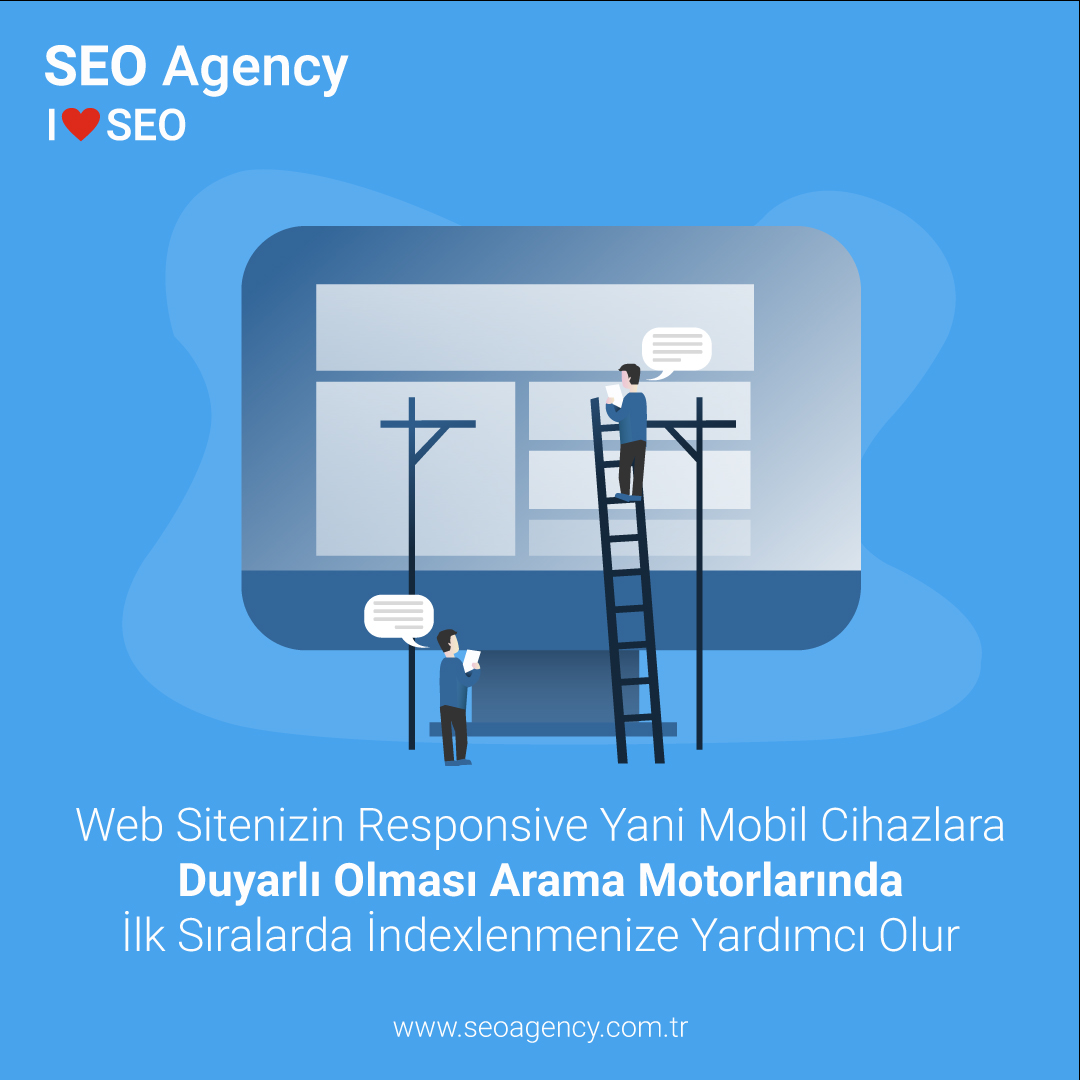 SEO Agency
I❤SEO
Web Sitenizin Responsive Yani Mobil Cihazlara
Duyarlı Olması Arama Motorlarında
İlk Sıralarda İndexlenmenize Yardımcı Olur
www.seoagency.com.tr